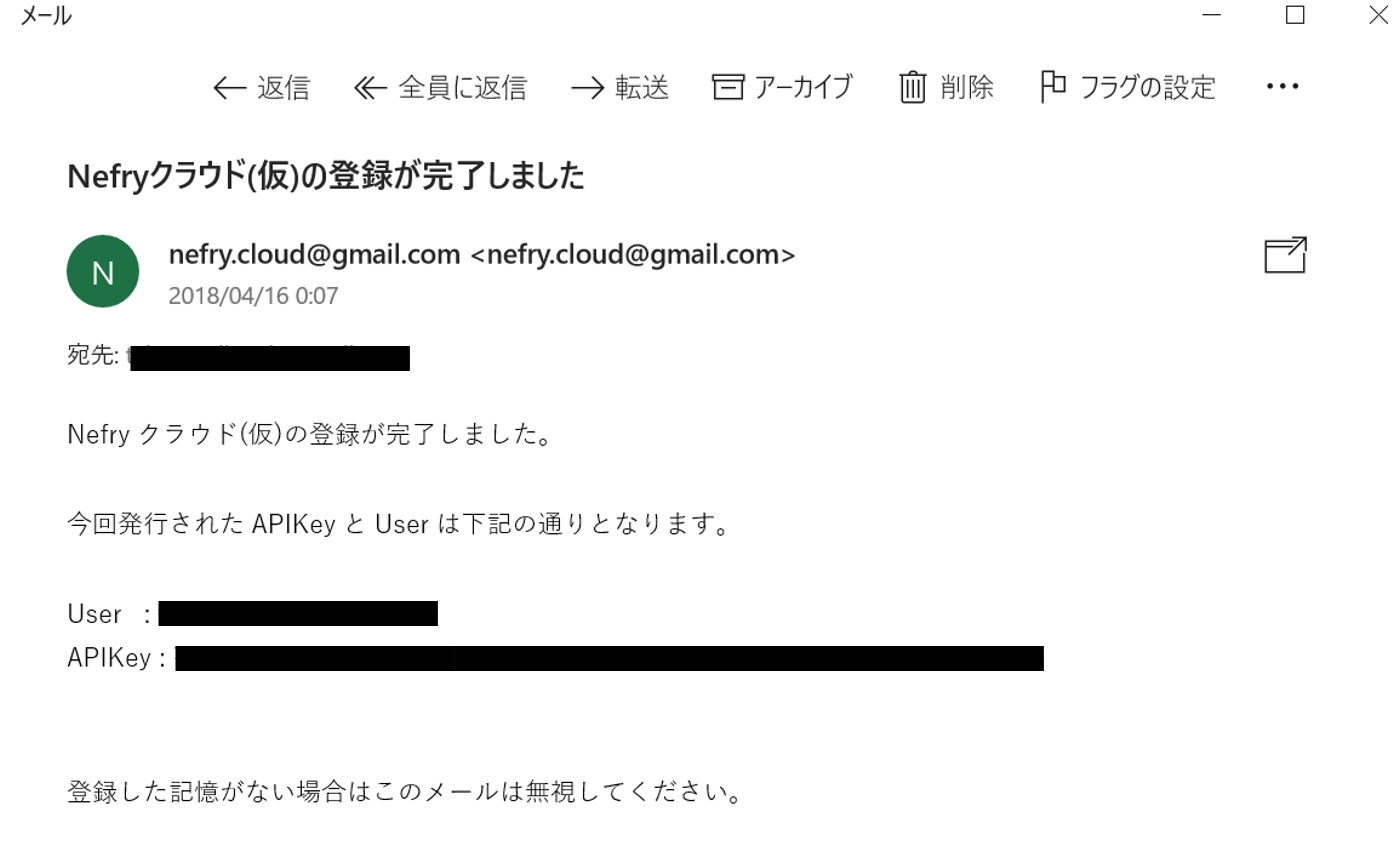 メール
返信 全員に返信 転送 アーカイブ 削除 フラグの設定
Nefryクラウド(仮)の登録が完了しました
N
nefry.cloud@gmail.com <nefry.cloud@gmail.com>
2018/04/16 0:07
宛先:
Nefry クラウド(仮)の登録が完了しました。
今回発行された APIKey と User は下記の通りとなります。
User :
APIKey :
登録した記憶がない場合はこのメールは無視してください。